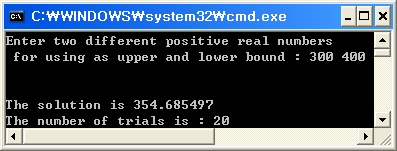 C:₩WINDOWS₩system32₩cmd.exe
Enter two different positive real numbers
for using as upper and lower bound : 300 400
The solution is 354.685497
The number of trials is : 20